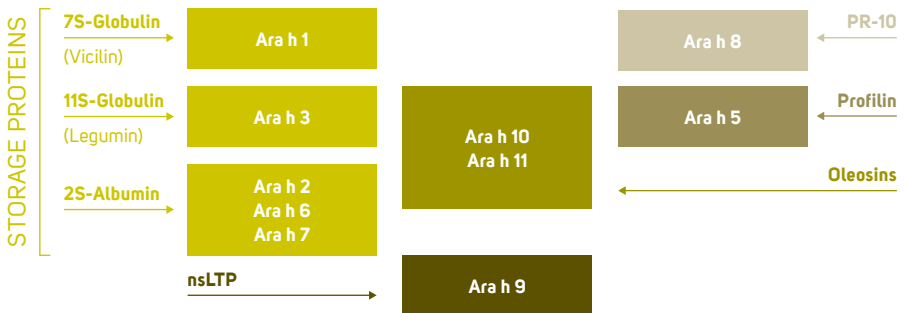 STORAGE PROTEINS
7S-Globulin
(Vicilin)
Ara h 1
11S-Globulin
(Legumin)
Ara h 3
2S-Albumin
Ara h 2
Ara h 6
Ara h 7
nsLTP
Ara h 9
Ara h 10
Ara h 11
Ara h 8
PR-10
Ara h 5
Profilin
Oleosins